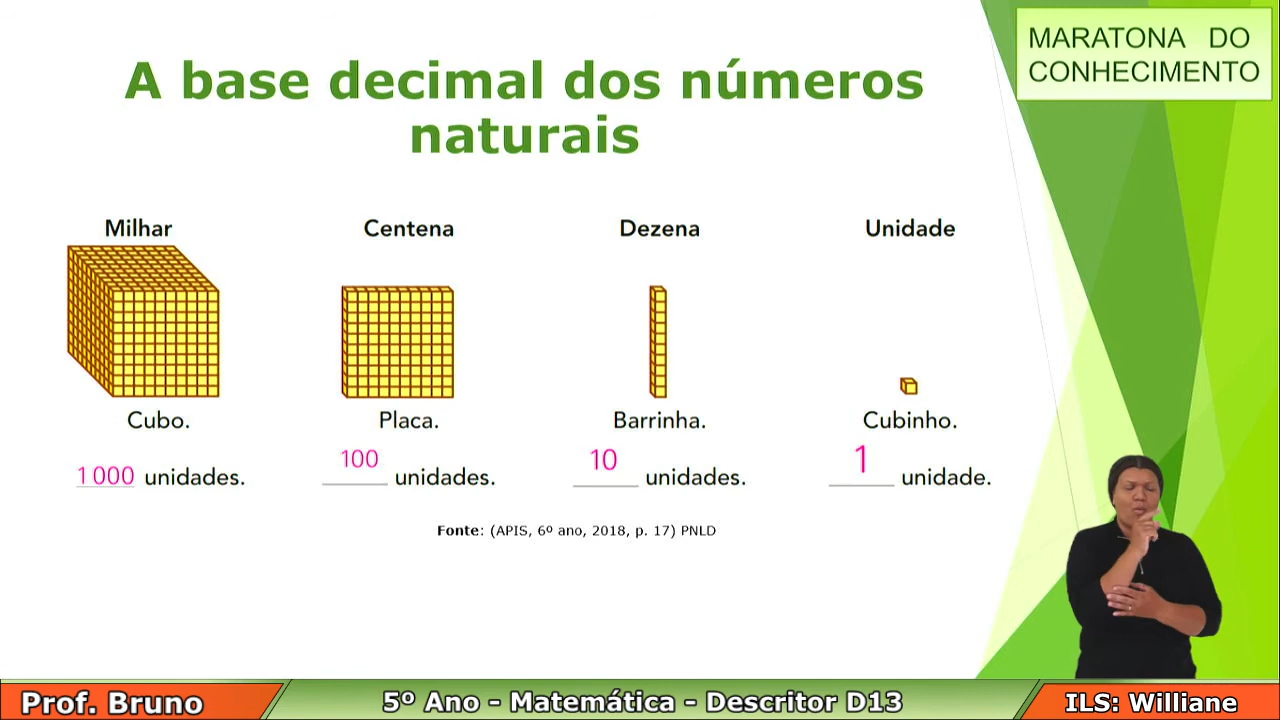 MARATONA DO
CONHECIMENTO
A base decimal dos números
naturais
Milhar Centena Dezena Unidade
Cubo. Placa. Barrinha. Cubinho.
1 000 unidades. 100 unidades. 10 unidades. 1 unidade.
Fonte: (APIS, 6º ano, 2018, p. 17) PNLD
Prof. Bruno 5º Ano - Matemática - Descritor D13 ILS: Williane